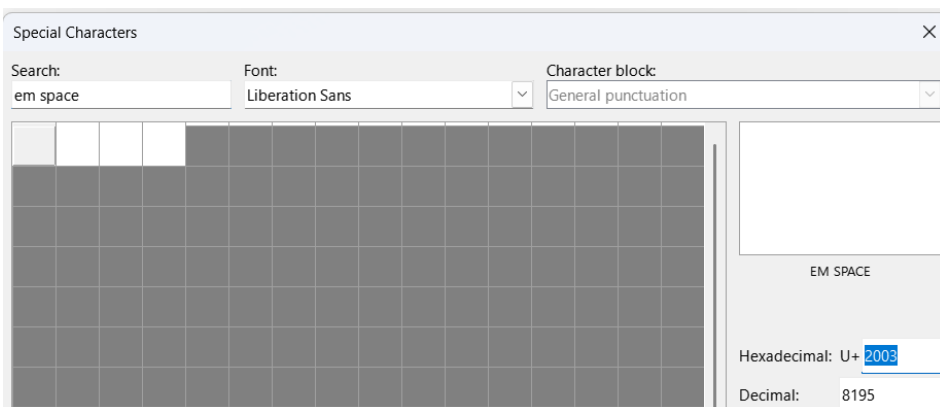 Special Characters
Search: Font: Character block:
em space Liberation Sans General punctuation
EM SPACE
Hexadecimal: U+ 2003
Decimal: 8195